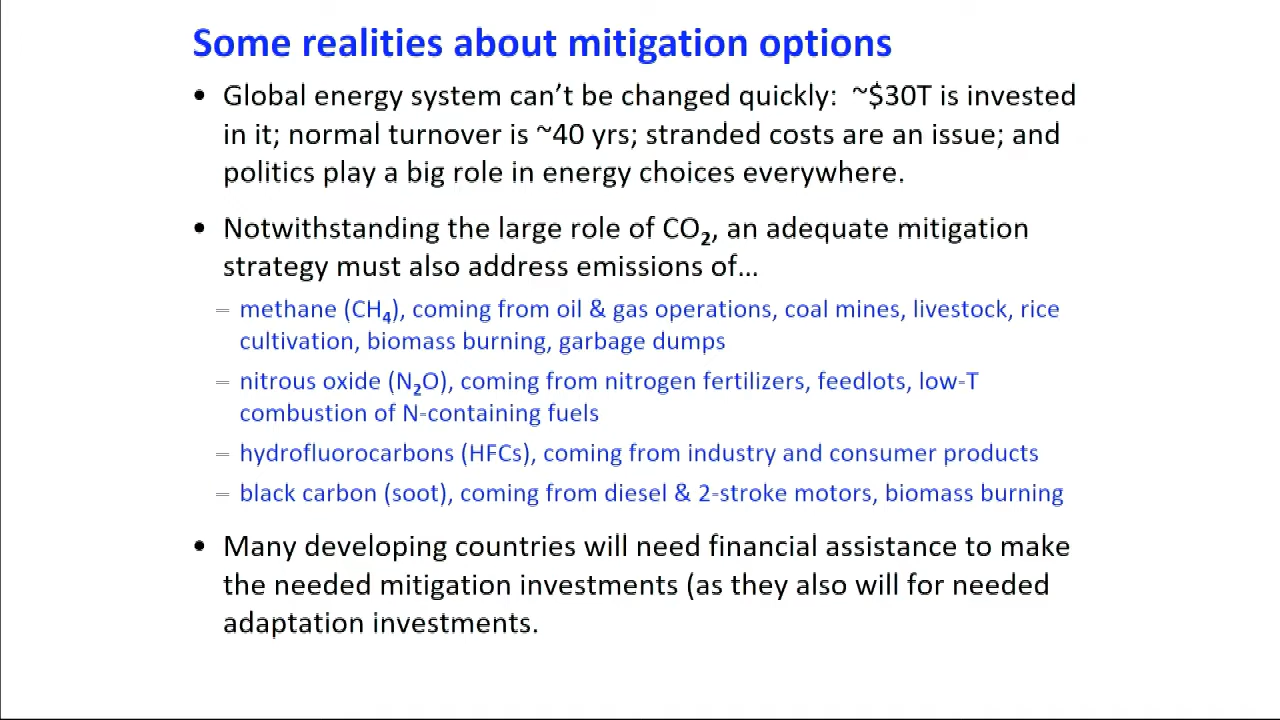 Some realities about mitigation options
• Global energy system can't be changed quickly: ~$30T is invested
in it; normal turnover is ~40 yrs; stranded costs are an issue; and
politics play a big role in energy choices everywhere.
• Notwithstanding the large role of CO₂, an adequate mitigation
strategy must also address emissions of…
– methane (CH₄), coming from oil & gas operations, coal mines, livestock, rice
cultivation, biomass burning, garbage dumps
– nitrous oxide (N₂O), coming from nitrogen fertilizers, feedlots, low-T
combustion of N-containing fuels
– hydrofluorocarbons (HFCs), coming from industry and consumer products
– black carbon (soot), coming from diesel & 2-stroke motors, biomass burning
• Many developing countries will need financial assistance to make
the needed mitigation investments (as they also will for needed
adaptation investments.